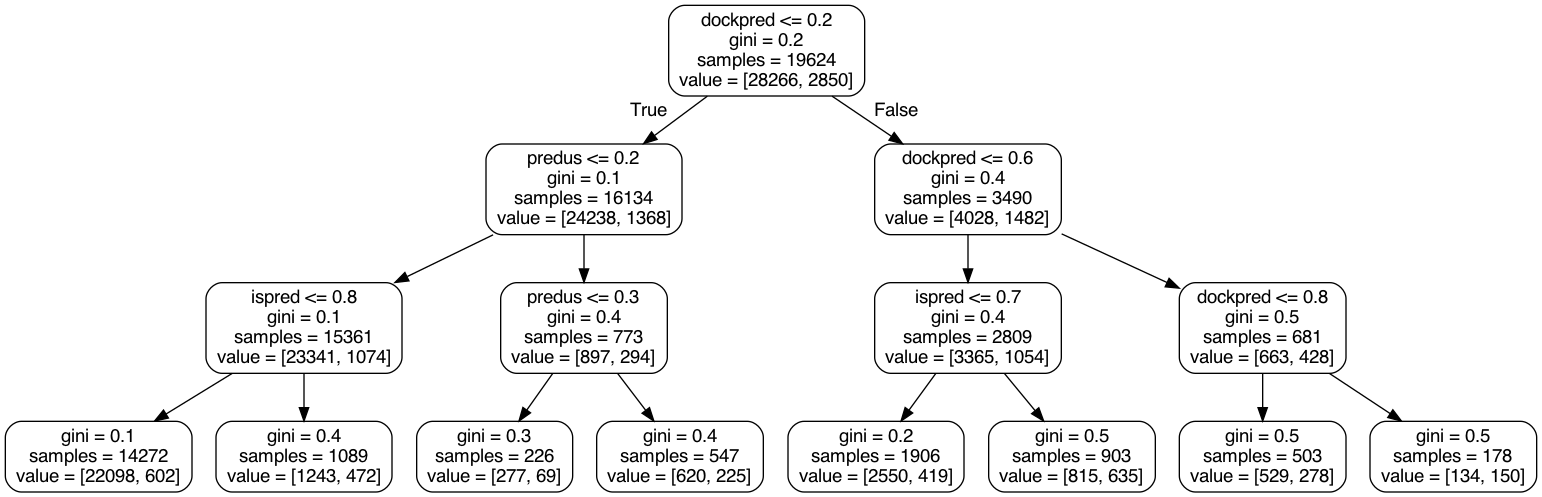 dockpred <= 0.2
gini = 0.2
samples = 19624
value = [28266, 2850]
True
False
predus <= 0.2
gini = 0.1
samples = 16134
value = [24238, 1368]
dockpred <= 0.6
gini = 0.4
samples = 3490
value = [4028, 1482]
ispred <= 0.8
gini = 0.1
samples = 15361
value = [23341, 1074]
predus <= 0.3
gini = 0.4
samples = 773
value = [897, 294]
ispred <= 0.7
gini = 0.4
samples = 2809
value = [3365, 1054]
dockpred <= 0.8
gini = 0.5
samples = 681
value = [663, 428]
gini = 0.1
samples = 14272
value = [22098, 602]
gini = 0.4
samples = 1089
value = [1243, 472]
gini = 0.3
samples = 226
value = [277, 69]
gini = 0.4
samples = 547
value = [620, 225]
gini = 0.2
samples = 1906
value = [2550, 419]
gini = 0.5
samples = 903
value = [815, 635]
gini = 0.5
samples = 503
value = [529, 278]
gini = 0.5
samples = 178
value = [134, 150]